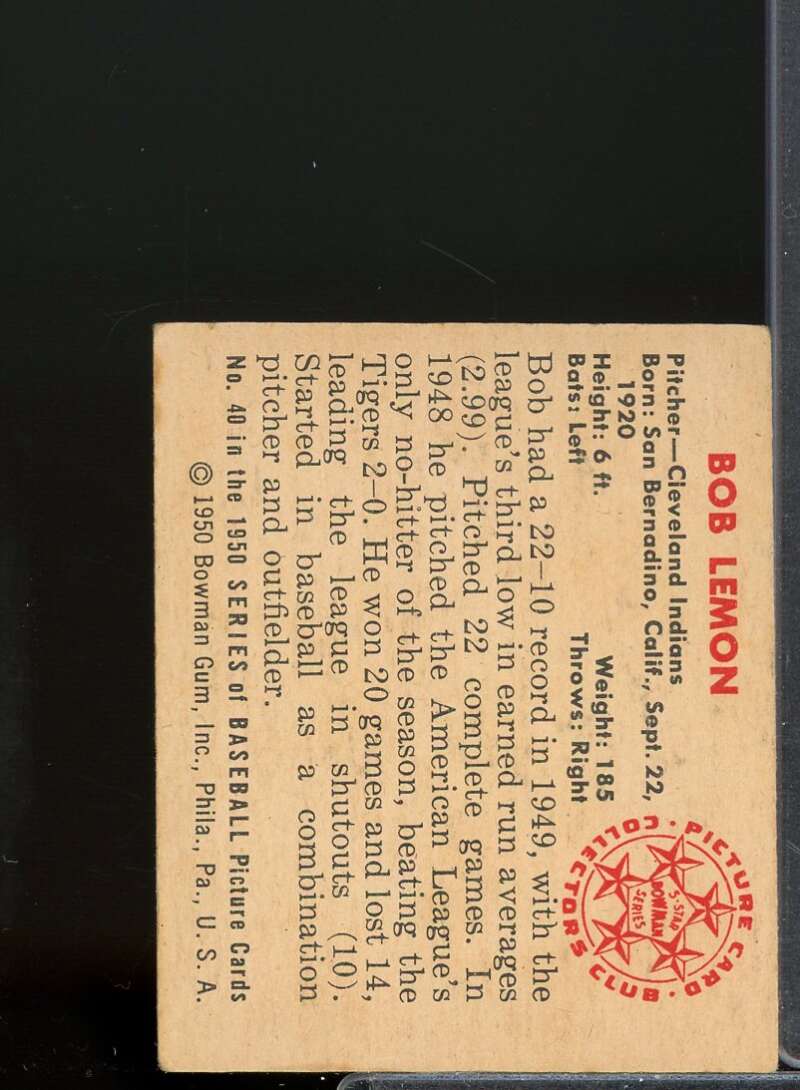 BOB LEMON
Pitcher—Cleveland Indians
Born: San Bernadino, Calif., Sept. 22,
1920
Height: 6 ft. Weight: 185
Bats: Left Throws: Right
PICTURE CARD · COLLECTORS CLUB ·
5-STAR
BOWMAN
SERIES
Bob had a 22–10 record in 1949, with the
league's third low in earned run averages
(2.99). Pitched 22 complete games. In
1948 he pitched the American League's
only no-hitter of the season, beating the
Tigers 2–0. He won 20 games and lost 14,
leading the league in shutouts (10).
Started in baseball as a combination
pitcher and outfielder.
No. 40 in the 1950 SERIES of BASEBALL Picture Cards
© 1950 Bowman Gum, Inc., Phila., Pa., U. S. A.